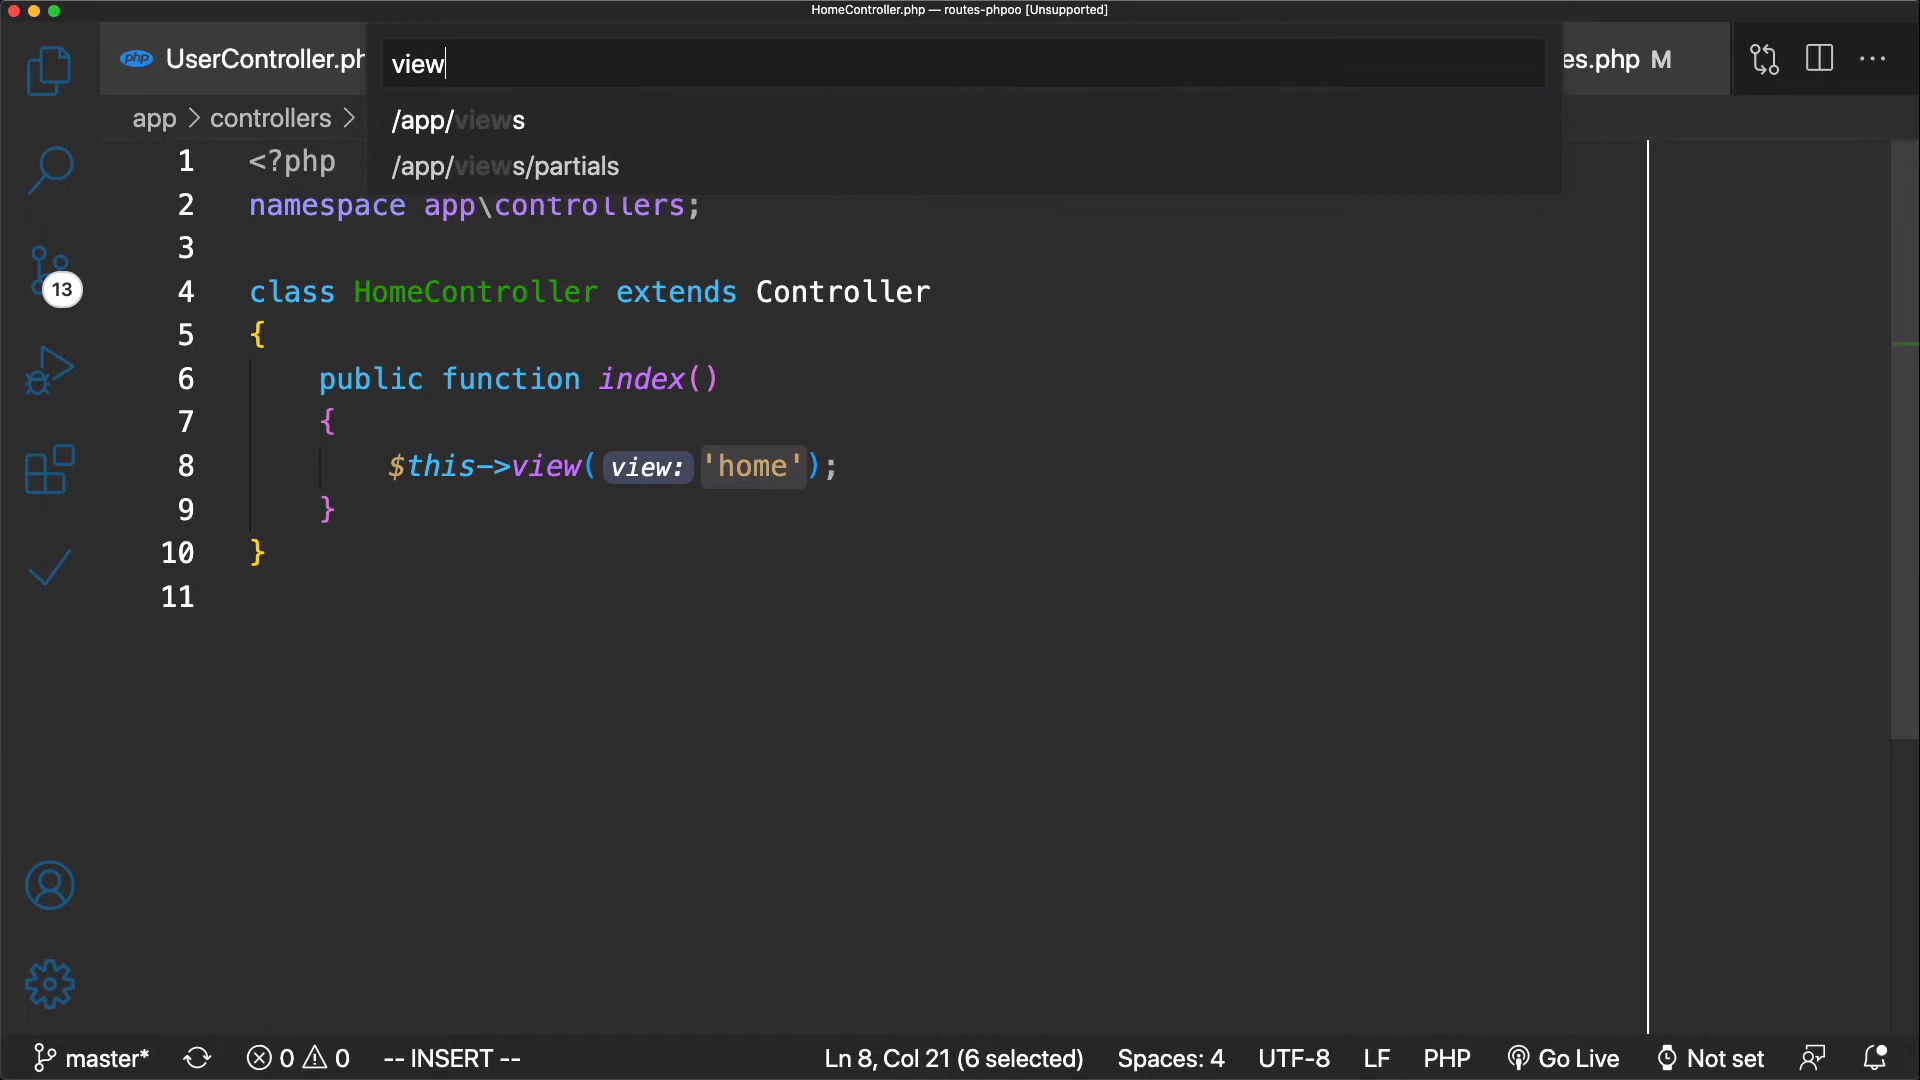 HomeController.php — routes-phpoo [Unsupported]
php UserController.ph
view
es.php M
app > controllers >
/app/views
/app/views/partials
1 <?php
2 namespace app\controllers;
3
4 class HomeController extends Controller
5 {
6 public function index()
7 {
8 $this->view( view: 'home');
9 }
10 }
11
13
master* 0 0 -- INSERT -- Ln 8, Col 21 (6 selected) Spaces: 4 UTF-8 LF PHP Go Live Not set